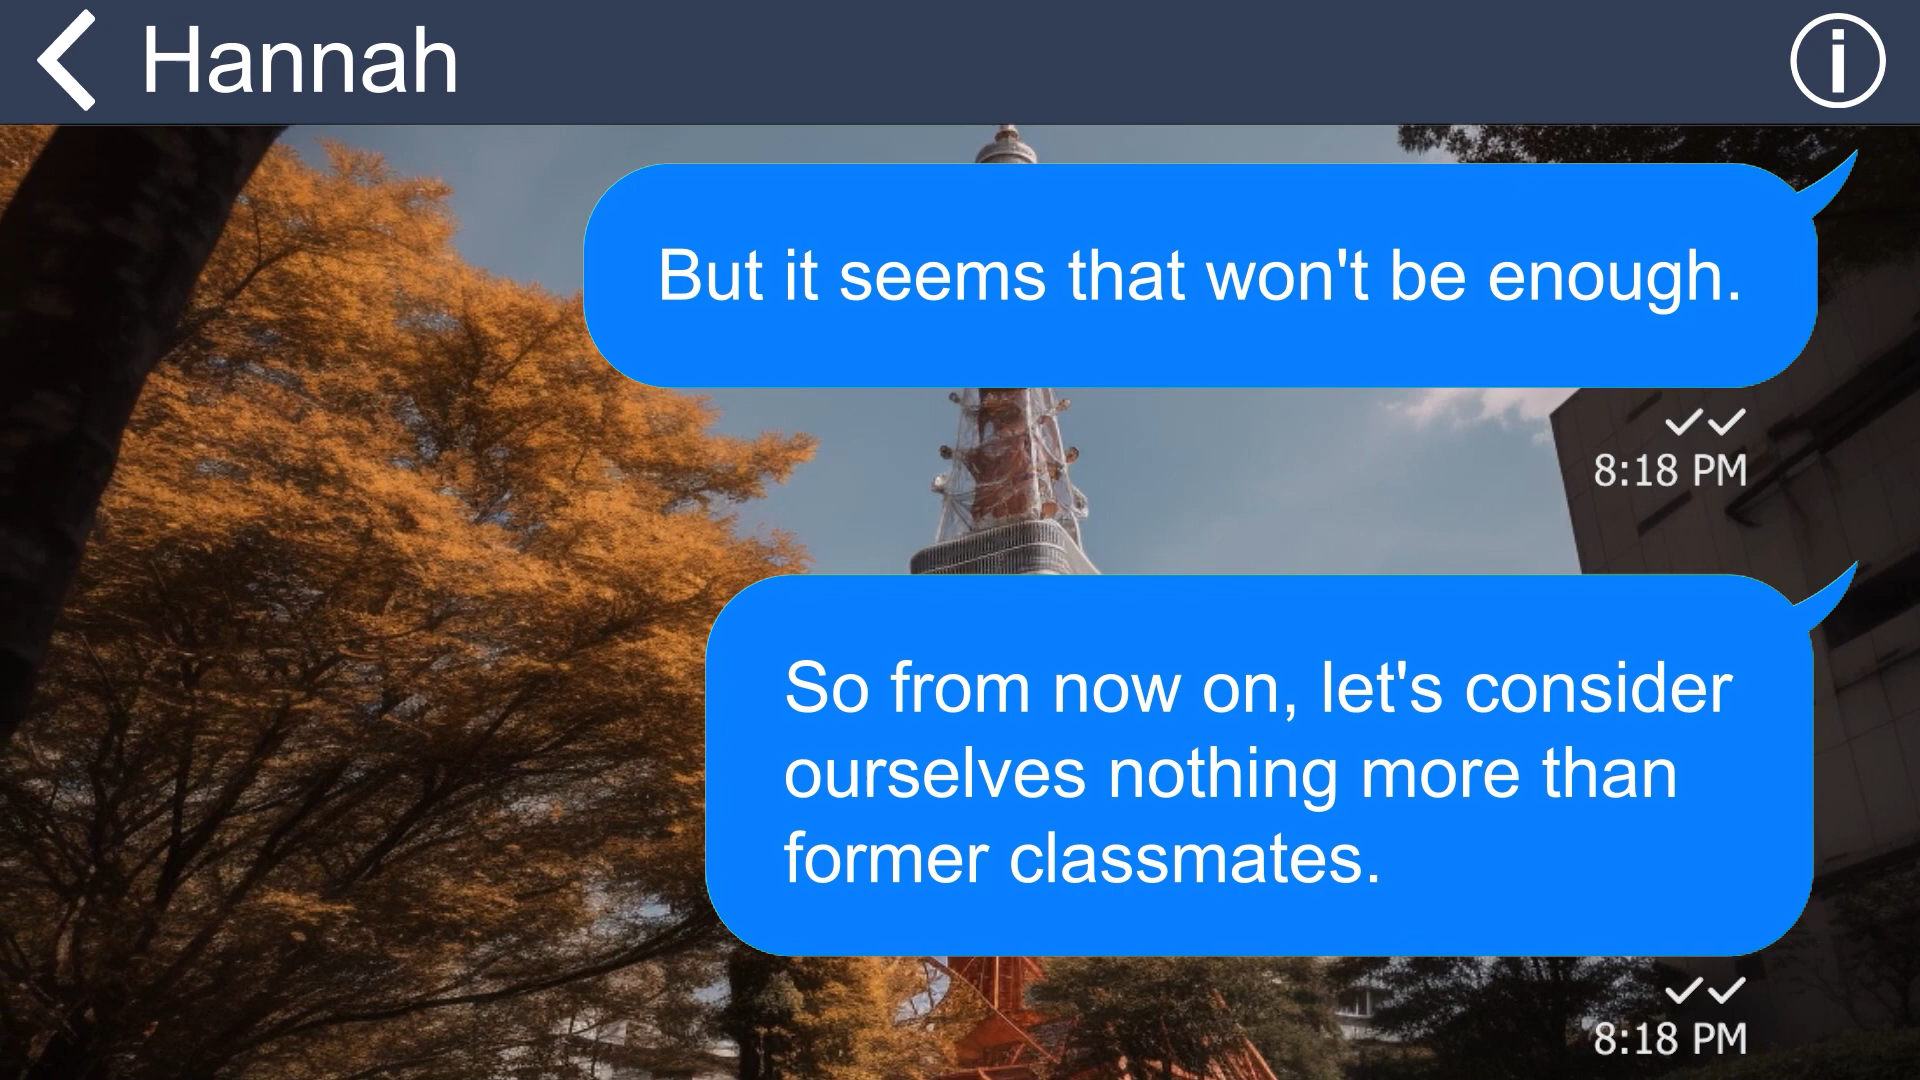 Hannah
But it seems that won't be enough.
8:18 PM
So from now on, let's consider
ourselves nothing more than
former classmates.
8:18 PM